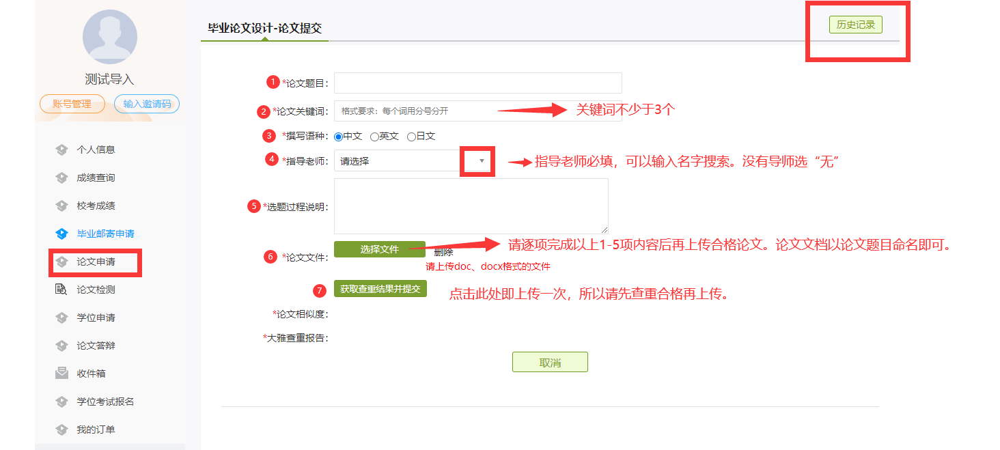 测试导入
账号管理 输入邀请码
个人信息
成绩查询
校考成绩
毕业邮寄申请
论文申请
论文检测
学位申请
论文答辩
收件箱
学位考试报名
我的订单
毕业论文设计-论文提交
历史记录
1 *论文题目：
2 *论文关键词： 格式要求：每个词用分号分开 关键词不少于3个
3 *撰写语种： 中文 英文 日文
4 *指导老师： 请选择 指导老师必填，可以输入名字搜索。没有导师选“无”
5 *选题过程说明：
6 *论文文件： 选择文件 删除 请逐项完成以上1-5项内容后再上传合格论文。论文文档以论文题目命名即可。
请上传doc、docx格式的文件
7 获取查重结果并提交 点击此处即上传一次，所以请先查重合格再上传。
*论文相似度：
*大雅查重报告：
取消